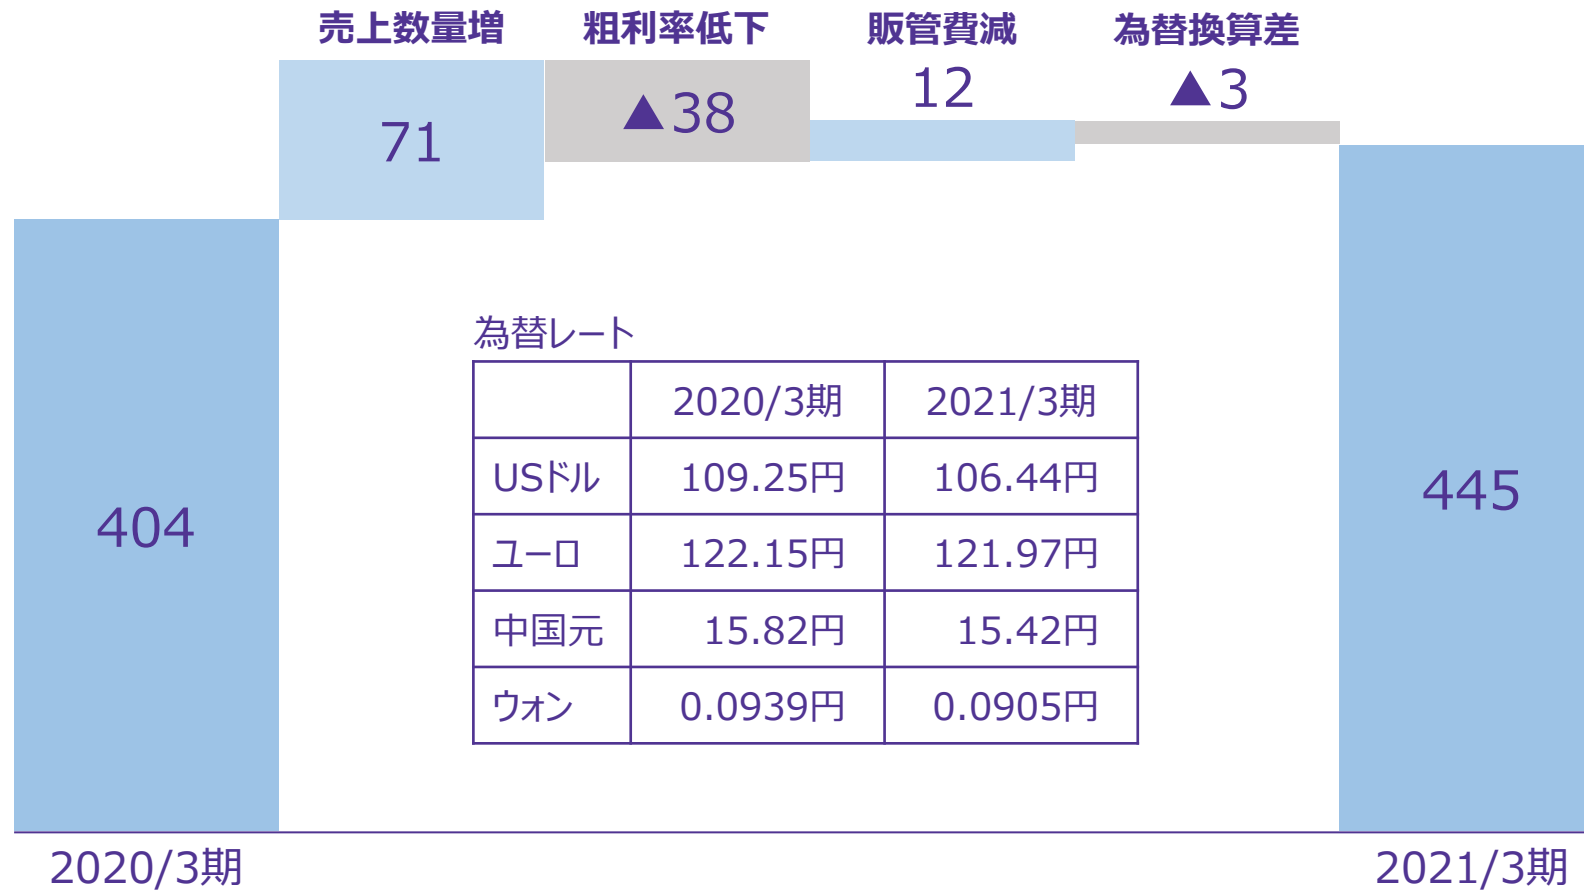 売上数量増 粗利率低下 販管費減 為替換算差
71 ▲38 12 ▲3
404 445
為替レート
2020/3期 2021/3期
USドル 109.25円 106.44円
ユーロ 122.15円 121.97円
中国元 15.82円 15.42円
ウォン 0.0939円 0.0905円
2020/3期 2021/3期